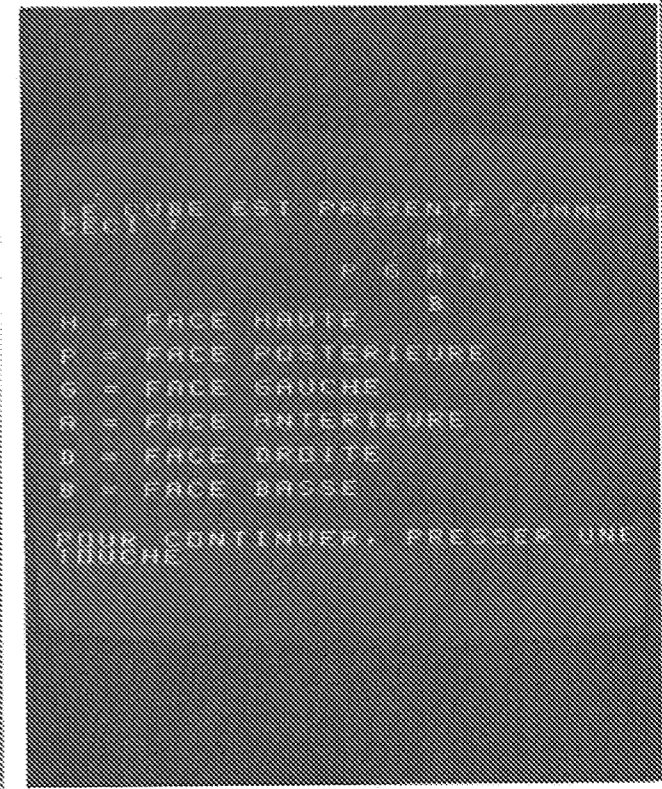 LE CUBE EST PRESENTE COMME
CECI :
H
P G A D
B
H = FACE HAUTE
P = FACE POSTERIEURE
G = FACE GAUCHE
A = FACE ANTERIEURE
D = FACE DROITE
B = FACE BASSE
POUR CONTINUER, PRESSER UNE
TOUCHE